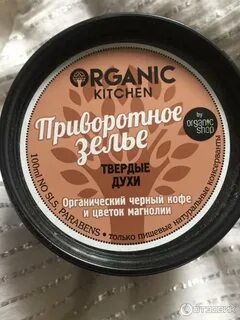 ORGANIC
KITCHEN
Приворотное
зелье
by
organic
shop
ТВЕРДЫЕ
ДУХИ
Органический черный кофе
и цветок магнолии
100ml NO SLS, PARABENS • только пищевые натуральные консерванты